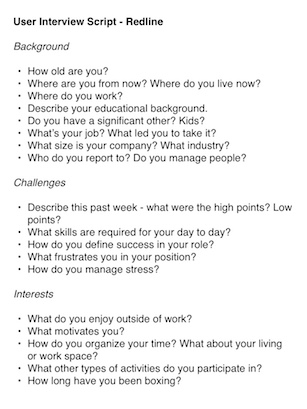 User Interview Script - Redline
Background
• How old are you?
• Where are you from now? Where do you live now?
• Where do you work?
• Describe your educational background.
• Do you have a significant other? Kids?
• What's your job? What led you to take it?
• What size is your company? What industry?
• Who do you report to? Do you manage people?
Challenges
• Describe this past week - what were the high points? Low
points?
• What skills are required for your day to day?
• How do you define success in your role?
• What frustrates you in your position?
• How do you manage stress?
Interests
• What do you enjoy outside of work?
• What motivates you?
• How do you organize your time? What about your living
or work space?
• What other types of activities do you participate in?
• How long have you been boxing?